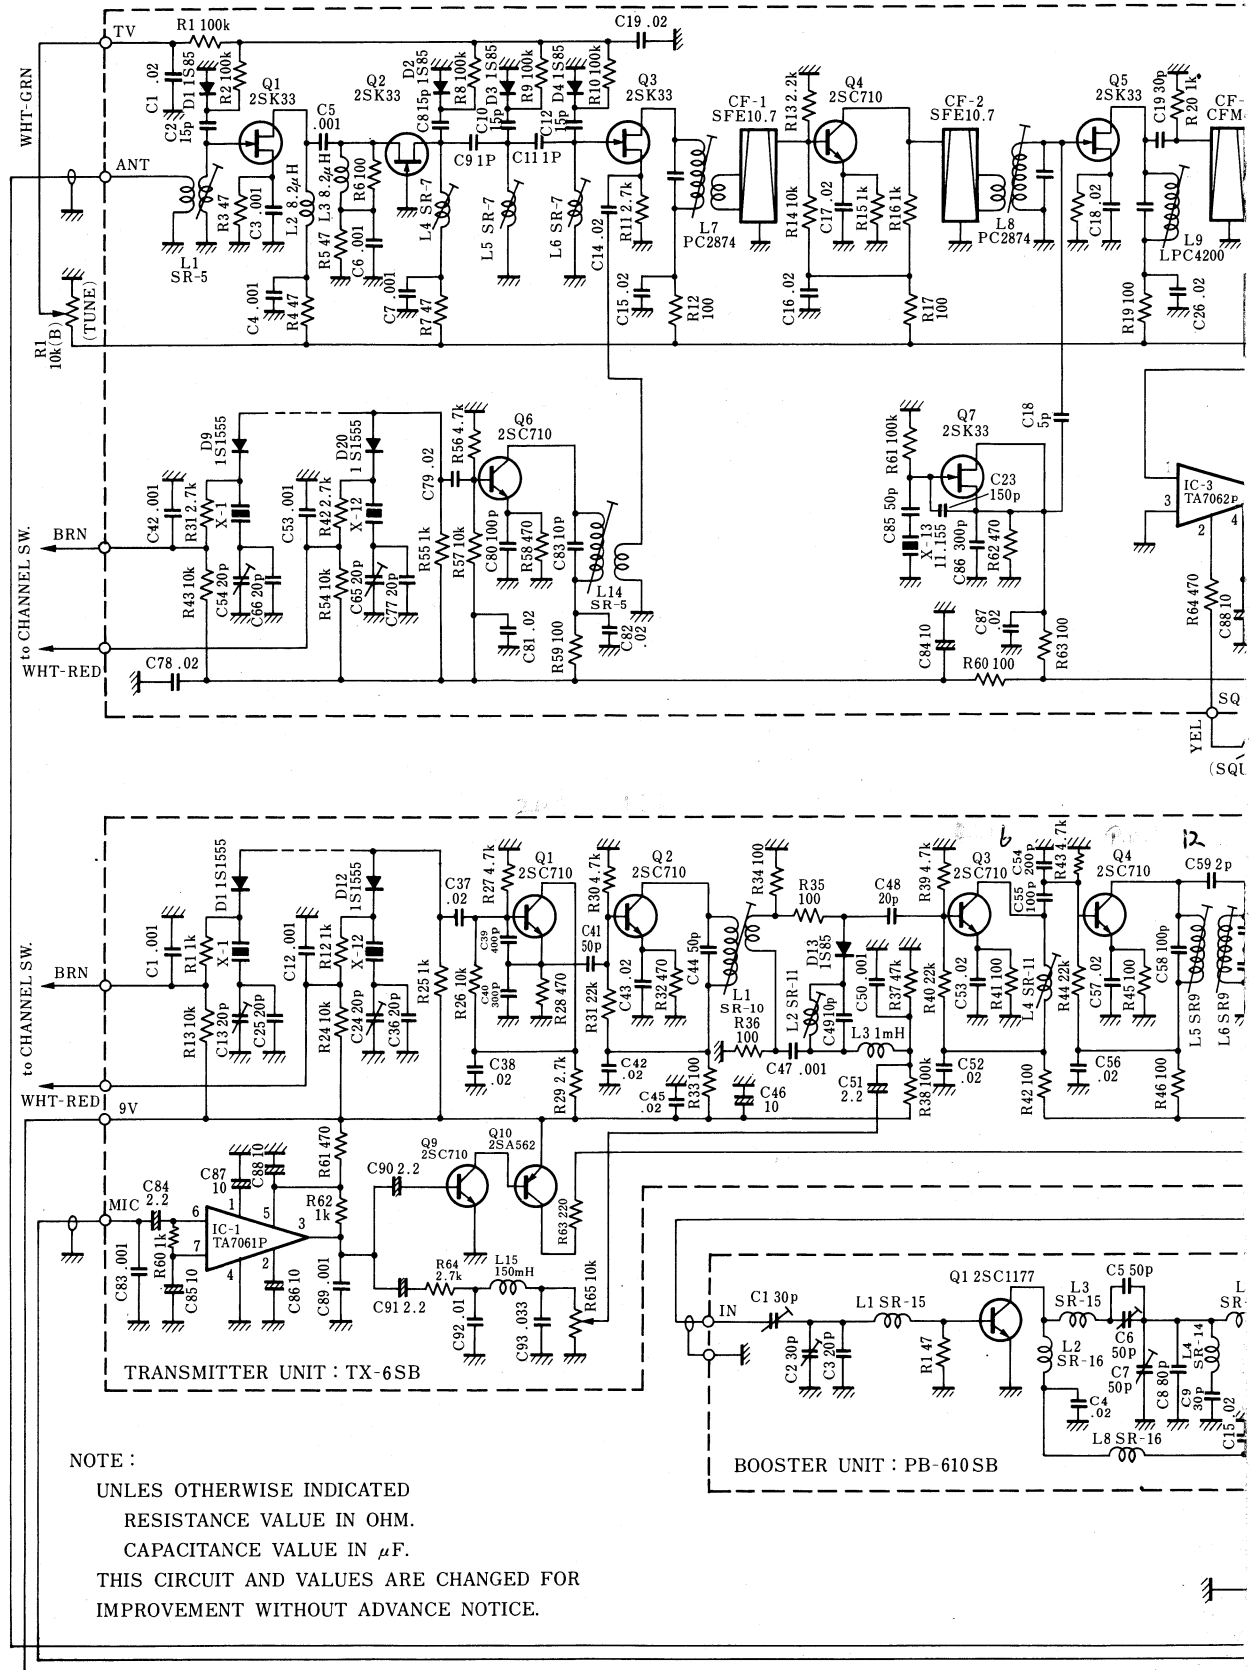 TV
R1 100k
C19 .02
WHT-GRN
C1 .02
D1 1S85
R2 100k
Q1
2SK33
C2
15p
C5
.001
Q2
2SK33
D2
1S85
C8 15p
R8 100k
C10
15p
D3 1S85
R9 100k
C12
15p
D4 1S85
R10 100k
Q3
2SK33
CF-1
SFE10.7
R13 2.2k
Q4
2SC710
CF-2
SFE10.7
Q5
2SK33
C19 30p
R 20 1k
CF-
CFM-
ANT
R3 47
C3 .001
L2 8.2μH
L3 8.2μH
R6 100
R5 47
C6 .001
C9 1P
C11 1P
L4 SR-7
L5 SR-7
L6 SR-7
C14 .02
R11 2.7k
L7
PC2874
R14 10k
C17 .02
R15 1k
R16 1k
L8
PC2874
C18 .02
L9
LPC4200
L1
SR-5
R1
10k(B)
(TUNE)
C4 .001
R4 47
C7 .001
R7 47
C15 .02
R12
100
C16 .02
R17
100
R19 100
C26 .02
D9
1S1555
D20
1S1555
C79 .02
R56 4.7k
Q6
2SC710
R61 100k
Q7
2SK33
C18
5p
C42 .001
R31 2.7k
X-1
C53 .001
R42 2.7k
X-12
C23
150p
C85 50p
IC-3
TA7062P
1
3
2
to CHANNEL SW.
BRN
R43 10k
C54 20p
C66 20p
R54 10k
C65 20p
C77 20p
R55 1k
R57 10k
C80 100p
R58 470
C83 10p
L14
SR-5
X-13
11.155
C86 300p
R62 470
R64 470
C88 10
WHT-RED
C78 .02
C81 .02
R59 100
C82
.02
C84 10
C87
.02
R60 100
R63 100
SQ
YEL
(SQU
6
12
D1 1S1555
D12
1S1555
C37
.02
R27 4.7k
Q1
2SC710
R30 4.7k
Q2
2SC710
R34 100
R35
100
C48
20p
R39 4.7k
Q3
2SC710
C54
200p
C55
100p
R43 4.7k
Q4
2SC710
C59 2p
C1 .001
R1 1k
X-1
C12 .001
R12 1k
X-12
C39
400p
C41
50p
C44 50p
D13
1S85
C50 .001
R37 47k
C58 100p
to CHANNEL SW.
BRN
R13 10k
C13 20p
C25 20p
R24 10k
C24 20p
C36 20p
R25 1k
R26 10k
C40
300p
R28 470
R31 22k
C43 .02
R32 470
L1
SR-10
R36
100
L2 SR-11
C49 10p
L3 1mH
R40 22k
C53 .02
R41 100
L4 SR-11
R44 22k
C57 .02
R45 100
L5 SR9
L6 SR9
C38
.02
R29 2.7k
C42
.02
C45
.02
R33 100
C46
10
C47 .001
C51
2.2
R38 100k
C52
.02
R42 100
C56
.02
R46 100
WHT-RED
9V
R61 470
C87
10
C88 10
C90 2.2
Q9
2SC710
Q10
2SA562
MIC
C84
2.2
6
7
1
5
3
4
2
IC-1
TA7061P
R62
1k
R63 220
C83 .001
R60 1k
C85 10
C86 10
C89 .001
C91 2.2
R64
2.7k
L15
150mH
R65 10k
C92 .01
C93 .033
TRANSMITTER UNIT : TX-6SB
IN
C1 30p
C2 30p
C3 20p
L1 SR-15
R1 47
Q1 2SC1177
L3
SR-15
C5 50p
C6
50p
L2
SR-16
C7
50p
C8 80p
L4
SR-14
C9
30p
C4
.02
L8 SR-16
C15 .02
L
SR-
BOOSTER UNIT : PB-610SB
NOTE :
UNLES OTHERWISE INDICATED
RESISTANCE VALUE IN OHM.
CAPACITANCE VALUE IN μF.
THIS CIRCUIT AND VALUES ARE CHANGED FOR
IMPROVEMENT WITHOUT ADVANCE NOTICE.